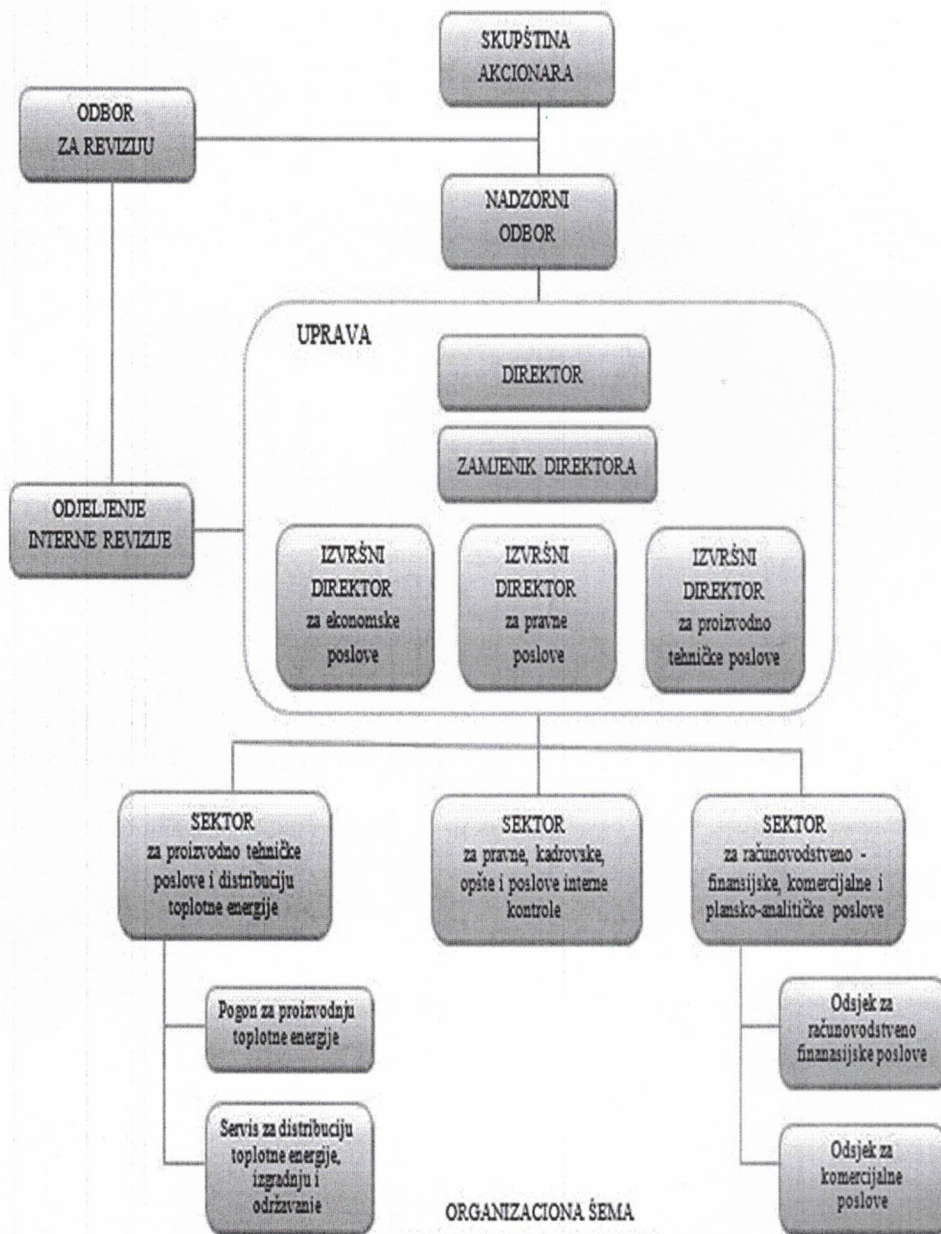 SKUPŠTINA
AKCIONARA
ODBOR
ZA REVIZIJU
NADZORNI
ODBOR
UPRAVA
DIREKTOR
ZAMJENIK DIREKTORA
ODJELJENJE
INTERNE REVIZIJE
IZVRŠNI
DIREKTOR
za ekonomske
poslove
IZVRŠNI
DIREKTOR
za pravne
poslove
IZVRŠNI
DIREKTOR
za proizvodno
tehničke poslove
SEKTOR
za proizvodno tehničke
poslove i distribuciju
toplotne energije
SEKTOR
za pravne, kadrovske,
opšte i poslove interne
kontrole
SEKTOR
za računovodstveno -
finansijske, komercijalne i
plansko-analitičke poslove
Pogon za proizvodnju
toplotne energije
Servis za distribuciju
toplotne energije,
izgradnju i
održavanje
Odsjek za
računovodstveno
finanasijske poslove
Odsjek za
komercijalne
poslove
ORGANIZACIONA ŠEMA